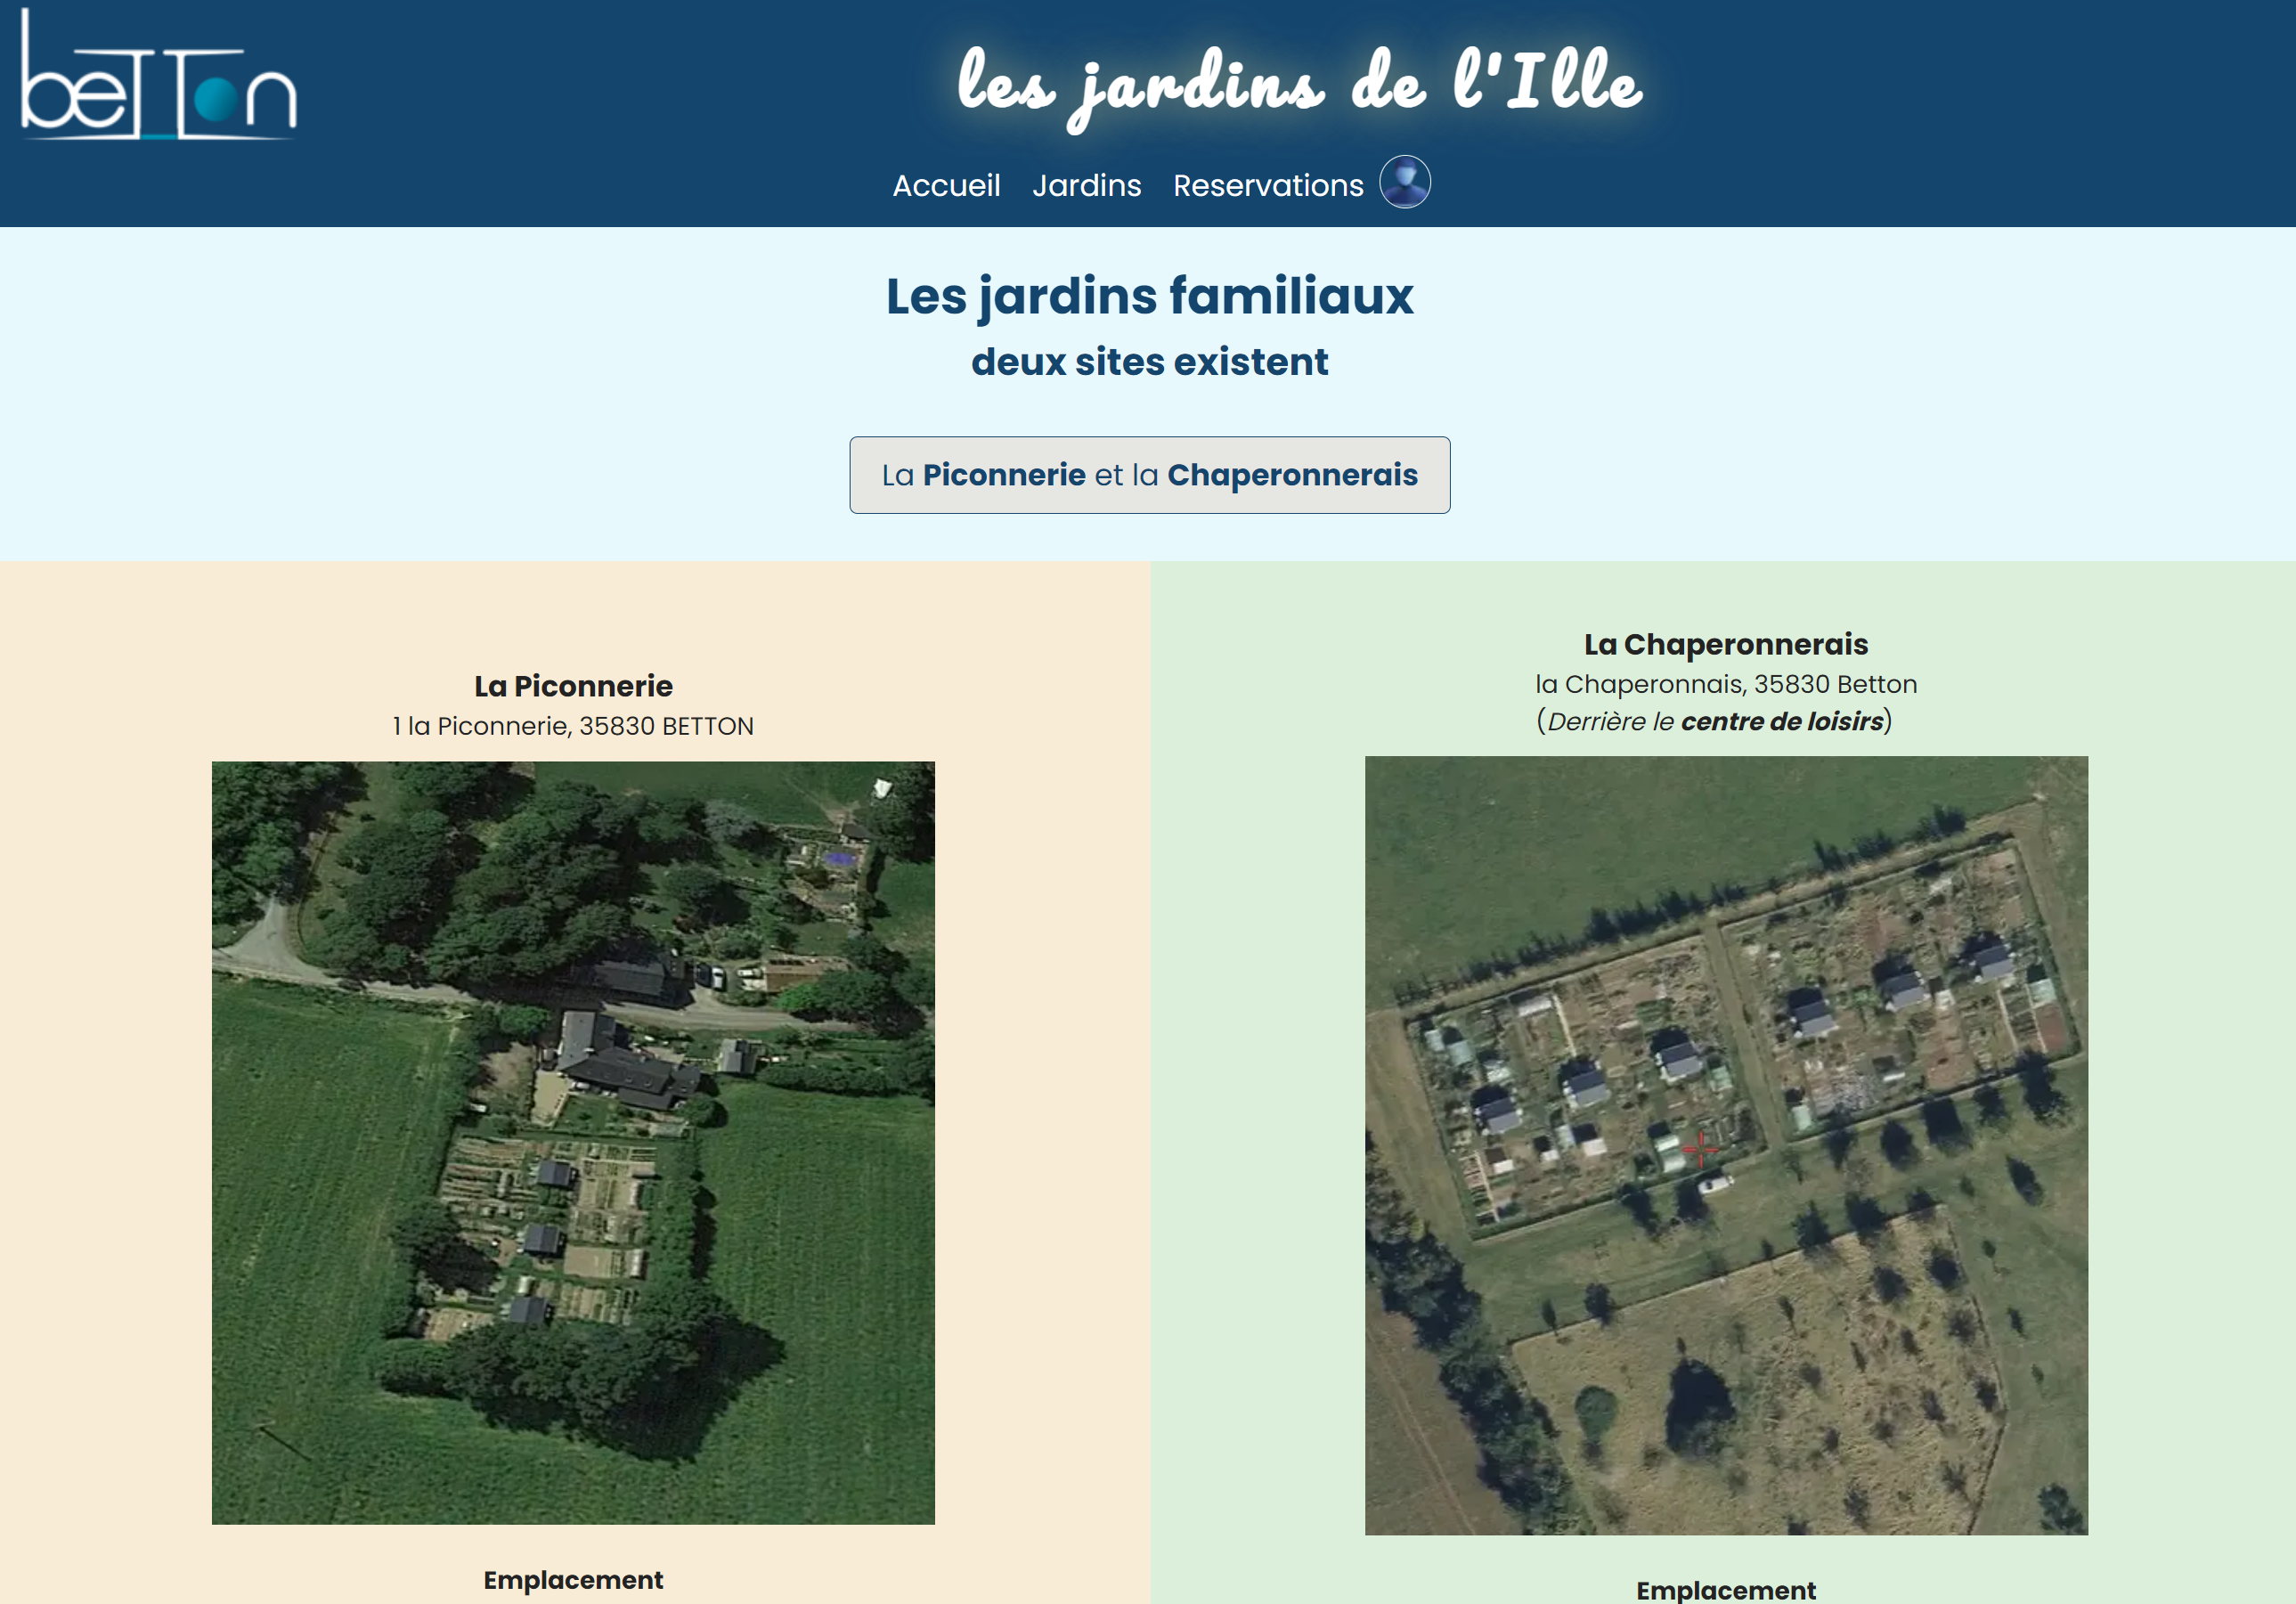 betton
les jardins de l'Ille
Accueil Jardins Reservations
Les jardins familiaux
deux sites existent
La Piconnerie et la Chaperonnerais
La Piconnerie
1 la Piconnerie, 35830 BETTON
Emplacement
La Chaperonnerais
la Chaperonnais, 35830 Betton
(Derrière le centre de loisirs)
Emplacement